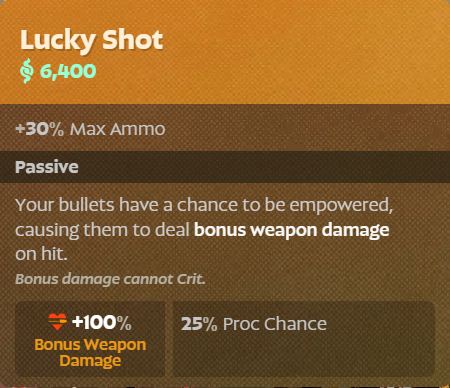 Lucky Shot
6,400
+30% Max Ammo
Passive
Your bullets have a chance to be empowered,
causing them to deal bonus weapon damage
on hit.
Bonus damage cannot Crit.
+100%
Bonus Weapon
Damage
25% Proc Chance